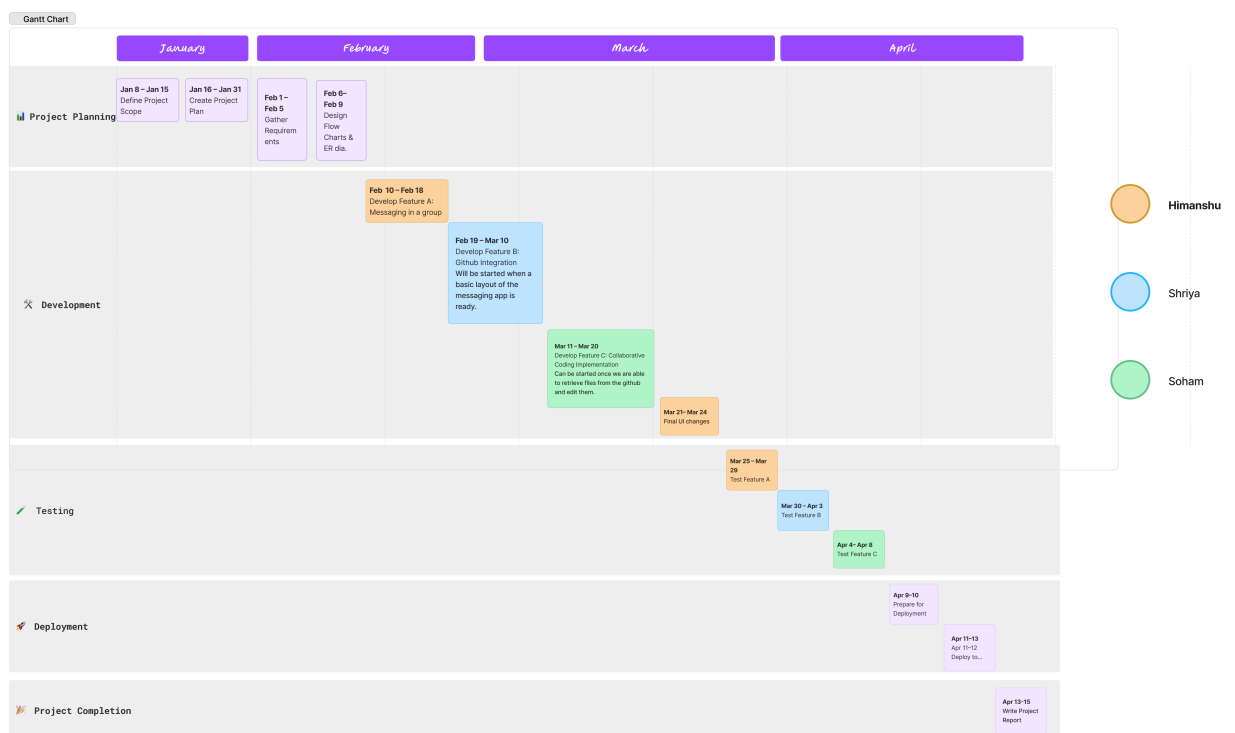 Gantt Chart
January
February
March
April
Project Planning
Jan 8 – Jan 15
Define Project
Scope
Jan 16 – Jan 31
Create Project
Plan
Feb 1 –
Feb 5
Gather
Requirem
ents
Feb 6–
Feb 9
Design
Flow
Charts &
ER dia.
Development
Feb 10 – Feb 18
Develop Feature A:
Messaging in a group
Feb 19 – Mar 10
Develop Feature B:
Github Integration
Will be started when a
basic layout of the
messaging app is
ready.
Mar 11 – Mar 20
Develop Feature C: Collaborative
Coding Implementation
Can be started once we are able
to retrieve files from the github
and edit them.
Mar 21– Mar 24
Final UI changes
Himanshu
Shriya
Soham
Testing
Mar 25 – Mar
29
Test Feature A
Mar 30 – Apr 3
Test Feature B
Apr 4– Apr 8
Test Feature C
Deployment
Apr 9–10
Prepare for
Deployment
Apr 11–13
Apr 11–12
Deploy to...
Project Completion
Apr 13-15
Write Project
Report